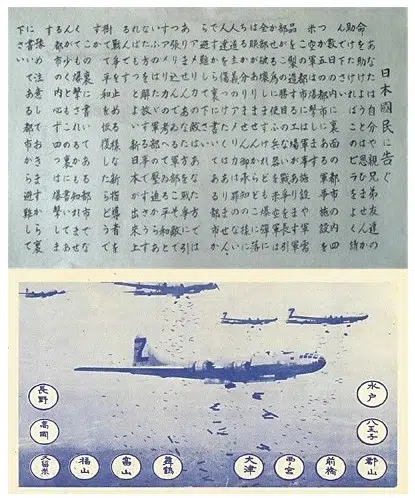 日本國民に告ぐ
あなたは自分や親兄弟友達の
命を助けようとは思ひませんか
助けたければこのビラをよく讀
んで下さい
数日の内に裏面の都市の内四
つか五つの都市にある軍事施設を
米空軍は爆撃します
この都市には軍事施設や軍需
品を製造する工場があります軍
部がこの勝目のない戦争を長引
かせる為に使ふ兵器を米空軍
は全部破壊しますけれども爆弾に
は眼がありませんからどこに落
ちるか分りません御承知の様に
人道主義のアメリカは罪のない
人達を傷つけたくはありません
ですから裏に書いてある都市か
ら避難して下さい
アメリカの敵はあなた方では
ありませんあなた方を戦争に引
張り込んでゐる軍部こそ敵で
すアメリカの考へてゐる平和と
いふのはたゞ軍部の壓迫からあ
なた方を解放する事ですさうす
ればもっとよい新日本が出来上
るんです
戦争を止める様な新指導者を
樹てて平和を恢復したらどうで
すか
この裏に書いてある都市でな
くても爆撃されるかも知れませ
んが少くともこの裏に書いてあ
る都市の内必ず四つは爆撃しま
す
豫め注意しておきますから裏
に書いてある都市から避難して
下さい
長野
高岡
久留米
福山
富山
舞鶴
大津
西宮
前橋
郡山
八王子
水戸